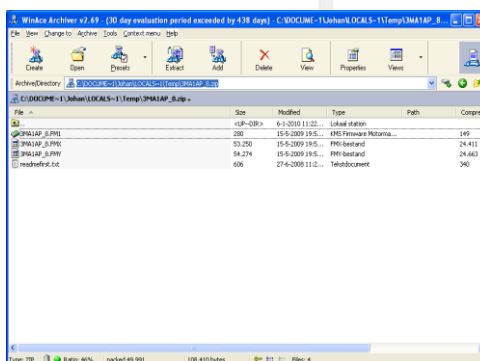 WinAce Archiver v2.69 - (30 day evaluation period exceeded by 438 days) - C:\DOCUME~1\Johan\LOCALS~1\Temp\3MA1AP_8...
File View Change to Archive Tools Context menu Help
Create Open Presets Extract Add Delete View Properties Views
Archive/Directory C:\DOCUME~1\Johan\LOCALS~1\Temp\3MA1AP_8.zip
C:\DOCUME~1\Johan\LOCALS~1\Temp\3MA1AP_8.zip
File Size Modified Type Path Compre
.. <UP-DIR> 6-1-2010 11:22... Lokaal station
3MA1AP_8.FM1 280 15-5-2009 19:5... KMS Firmware Motorma... 149
3MA1AP_8.FMX 53.250 15-5-2009 19:5... FMX-bestand 24.411
3MA1AP_8.FMY 54.274 15-5-2009 19:5... FMY-bestand 24.663
readmefirst.txt 606 27-6-2008 11:2... Tekstdocument 340
Type: ZIP Ratio: 46% packed 49.991 108.410 bytes Files: 4